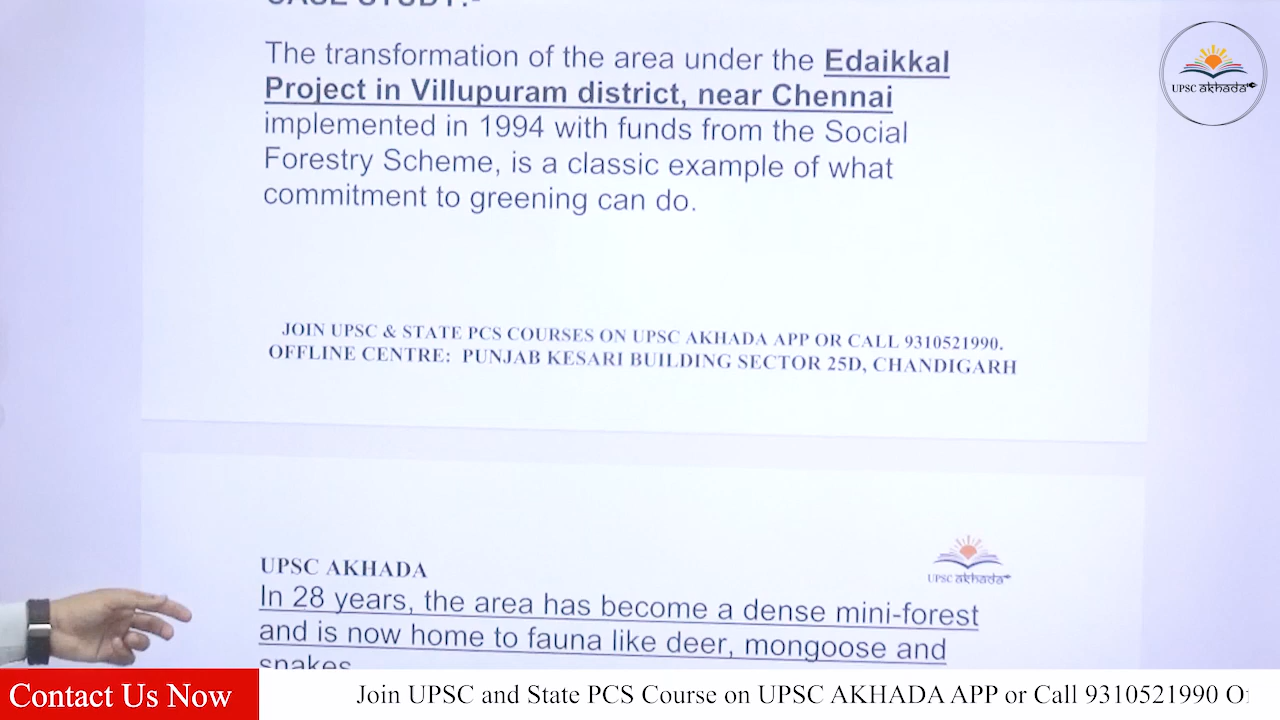 CASE STUDY:-
The transformation of the area under the Edaikkal
Project in Villupuram district, near Chennai
implemented in 1994 with funds from the Social
Forestry Scheme, is a classic example of what
commitment to greening can do.
UPSC akhada
JOIN UPSC & STATE PCS COURSES ON UPSC AKHADA APP OR CALL 9310521990.
OFFLINE CENTRE: PUNJAB KESARI BUILDING SECTOR 25D, CHANDIGARH
UPSC AKHADA
UPSC akhada
In 28 years, the area has become a dense mini-forest
and is now home to fauna like deer, mongoose and
snakes
Contact Us Now
Join UPSC and State PCS Course on UPSC AKHADA APP or Call 9310521990